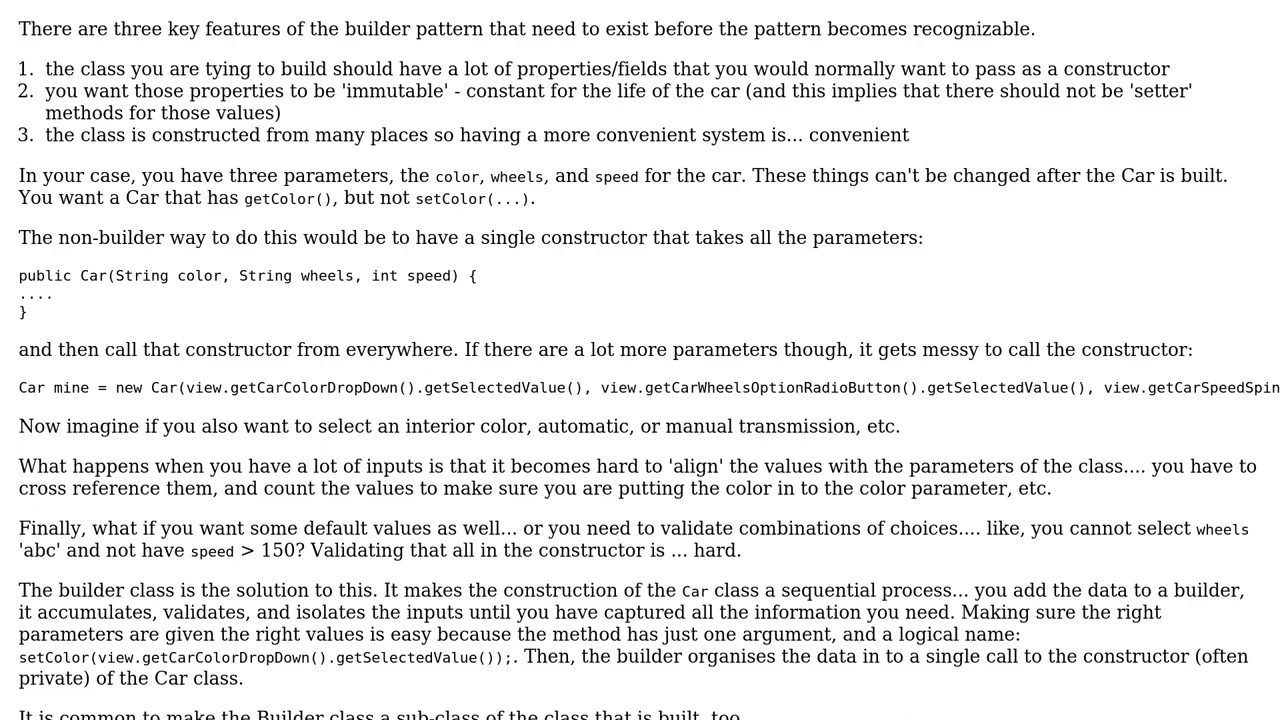 There are three key features of the builder pattern that need to exist before the pattern becomes recognizable.
1. the class you are tying to build should have a lot of properties/fields that you would normally want to pass as a constructor
2. you want those properties to be 'immutable' - constant for the life of the car (and this implies that there should not be 'setter'
methods for those values)
3. the class is constructed from many places so having a more convenient system is... convenient
In your case, you have three parameters, the color, wheels, and speed for the car. These things can't be changed after the Car is built.
You want a Car that has getColor(), but not setColor(...).
The non-builder way to do this would be to have a single constructor that takes all the parameters:
public Car(String color, String wheels, int speed) {
....
}
and then call that constructor from everywhere. If there are a lot more parameters though, it gets messy to call the constructor:
Car mine = new Car(view.getCarColorDropDown().getSelectedValue(), view.getCarWheelsOptionRadioButton().getSelectedValue(), view.getCarSpeedSpin
Now imagine if you also want to select an interior color, automatic, or manual transmission, etc.
What happens when you have a lot of inputs is that it becomes hard to 'align' the values with the parameters of the class.... you have to
cross reference them, and count the values to make sure you are putting the color in to the color parameter, etc.
Finally, what if you want some default values as well... or you need to validate combinations of choices.... like, you cannot select wheels
'abc' and not have speed > 150? Validating that all in the constructor is ... hard.
The builder class is the solution to this. It makes the construction of the Car class a sequential process... you add the data to a builder,
it accumulates, validates, and isolates the inputs until you have captured all the information you need. Making sure the right
parameters are given the right values is easy because the method has just one argument, and a logical name:
setColor(view.getCarColorDropDown().getSelectedValue());. Then, the builder organises the data in to a single call to the constructor (often
private) of the Car class.
It is common to make the Builder class a sub-class of the class that is built, too